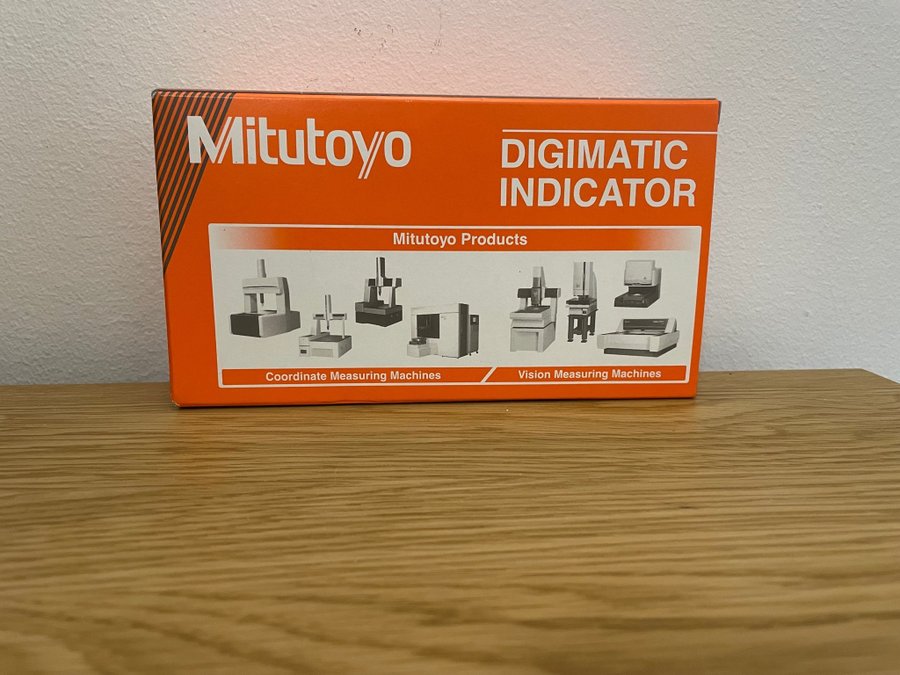 Mitutoyo
DIGIMATIC
INDICATOR
Mitutoyo Products
Coordinate Measuring Machines
Vision Measuring Machines